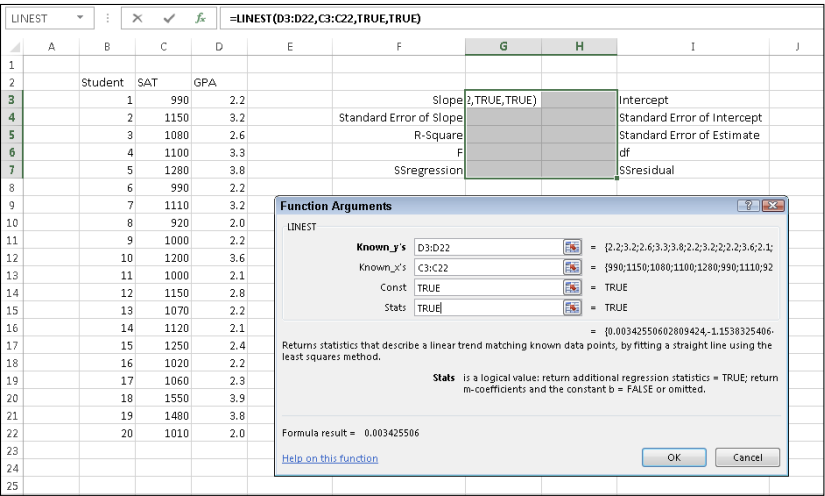 LINEST fx =LINEST(D3:D22,C3:C22,TRUE,TRUE)
A B C D E F G H I J
1
2 Student SAT GPA
3 1 990 2.2 Slope 2,TRUE,TRUE) Intercept
4 2 1150 3.2 Standard Error of Slope Standard Error of Intercept
5 3 1080 2.6 R-Square Standard Error of Estimate
6 4 1100 3.3 F df
7 5 1280 3.8 SSregression SSresidual
8 6 990 2.2
9 7 1110 3.2
10 8 920 2.0
11 9 1000 2.2
12 10 1200 3.6
13 11 1000 2.1
14 12 1150 2.8
15 13 1070 2.2
16 14 1120 2.1
17 15 1250 2.4
18 16 1020 2.2
19 17 1060 2.3
20 18 1550 3.9
21 19 1480 3.8
22 20 1010 2.0
23
24
25
Function Arguments
LINEST
Known_y's D3:D22 = {2.2;3.2;2.6;3.3;3.8;2.2;3.2;2;2.2;3.6;2.1;
Known_x's C3:C22 = {990;1150;1080;1100;1280;990;1110;92
Const TRUE = TRUE
Stats TRUE = TRUE
= {0.00342550602809424,-1.1538325406
Returns statistics that describe a linear trend matching known data points, by fitting a straight line using the
least squares method.
Stats is a logical value: return additional regression statistics = TRUE; return
m-coefficients and the constant b = FALSE or omitted.
Formula result = 0.003425506
Help on this function OK Cancel